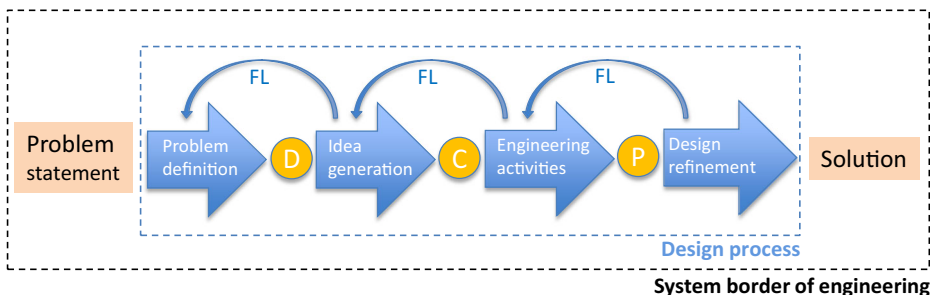 FL
FL
FL
Problem
statement
Problem
definition
D
Idea
generation
C
Engineering
activities
P
Design
refinement
Solution
Design process
System border of engineering